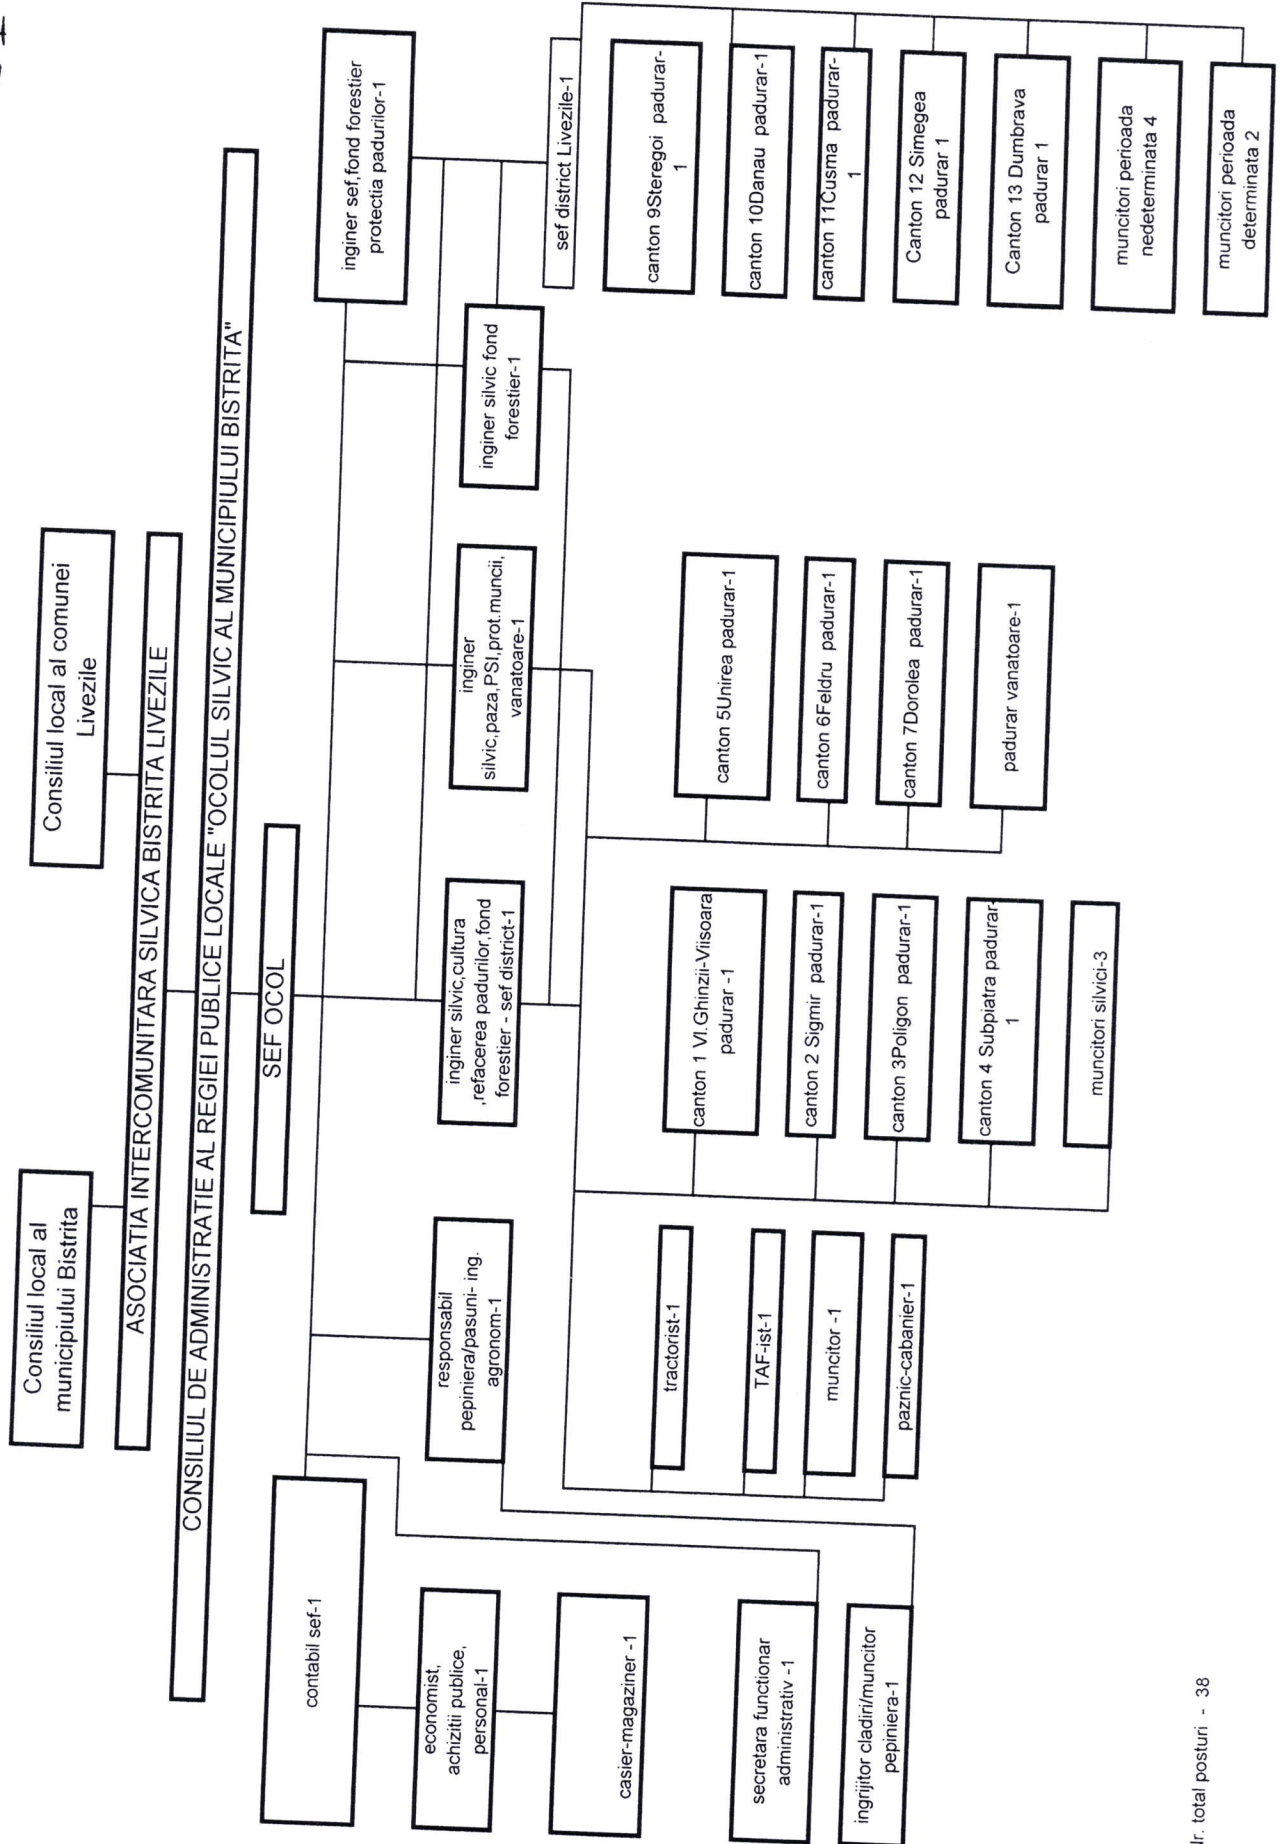 Consiliul local al
municipiului Bistrita
Consiliul local al comunei
Livezile
ASOCIATIA INTERCOMUNITARA SILVICA BISTRITA LIVEZILE
CONSILIUL DE ADMINISTRATIE AL REGIEI PUBLICE LOCALE "OCOLUL SILVIC AL MUNICIPIULUI BISTRITA"
SEF OCOL
contabil sef-1
inginer sef,fond forestier
protectia padurilor-1
economist,
achizitii publice,
personal-1
responsabil
pepiniera/pasuni- ing.
agronom-1
inginer silvic,cultura
,refacerea padurilor,fond
forestier - sef district-1
inginer
silvic,paza,PSI,prot.muncii,
vanatoare-1
inginer silvic fond
forestier-1
casier-magaziner -1
sef district Livezile-1
secretara functionar
administrativ -1
ingrijitor cladiri/muncitor
pepiniera-1
tractorist-1
TAF-ist-1
muncitor -1
paznic-cabanier-1
canton 1 Vl.Ghinzii-Viisoara
padurar -1
canton 2 Sigmir padurar-1
canton 3Poligon padurar-1
canton 4 Subpiatra padurar-
1
muncitori silvici-3
canton 5Unirea padurar-1
canton 6Feldru padurar-1
canton 7Dorolea padurar-1
padurar vanatoare-1
canton 9Steregoi padurar-
1
canton 10Danau padurar-1
canton 11Cusma padurar-
1
Canton 12 Simegea
padurar 1
Canton 13 Dumbrava
padurar 1
muncitori perioada
nedeterminata 4
muncitori perioada
determinata 2
Nr. total posturi - 38